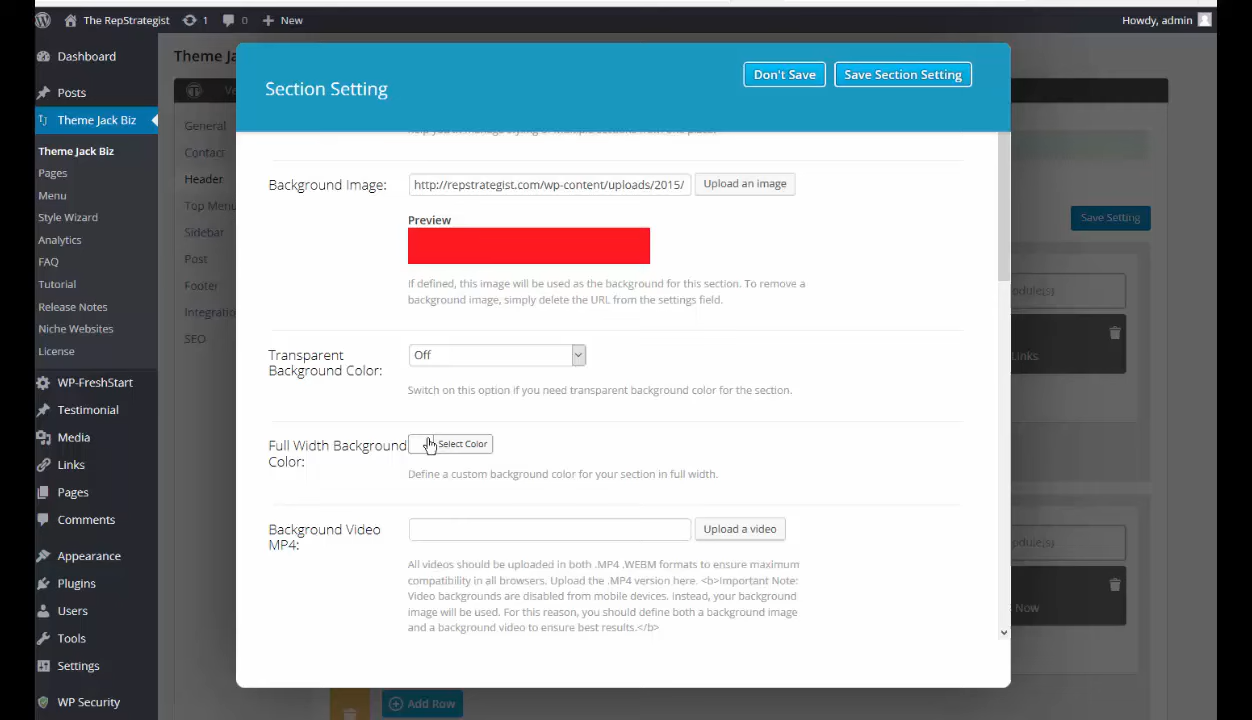 The RepStrategist
1
0
New
Howdy, admin
Dashboard
Posts
Theme Jack Biz
Theme Jack Biz
Pages
Menu
Style Wizard
Analytics
FAQ
Tutorial
Release Notes
Niche Websites
License
WP-FreshStart
Testimonial
Media
Links
Pages
Comments
Appearance
Plugins
Users
Tools
Settings
WP Security
Theme Ja
General
Contact
Header
Top Menu
Sidebar
Post
Footer
Integratio
SEO
Section Setting
Don't Save
Save Section Setting
Background Image:
http://repstrategist.com/wp-content/uploads/2015/
Upload an image
Preview
If defined, this image will be used as the background for this section. To remove a
background image, simply delete the URL from the settings field.
Transparent
Background Color:
Off
Switch on this option if you need transparent background color for the section.
Full Width Background
Color:
Select Color
Define a custom background color for your section in full width.
Background Video
MP4:
Upload a video
All videos should be uploaded in both .MP4 .WEBM formats to ensure maximum
compatibility in all browsers. Upload the .MP4 version here. <b>Important Note:
Video backgrounds are disabled from mobile devices. Instead, your background
image will be used. For this reason, you should define both a background image
and a background video to ensure best results.</b>
Save Setting
odule(s)
Links
odule(s)
Now
Add Row